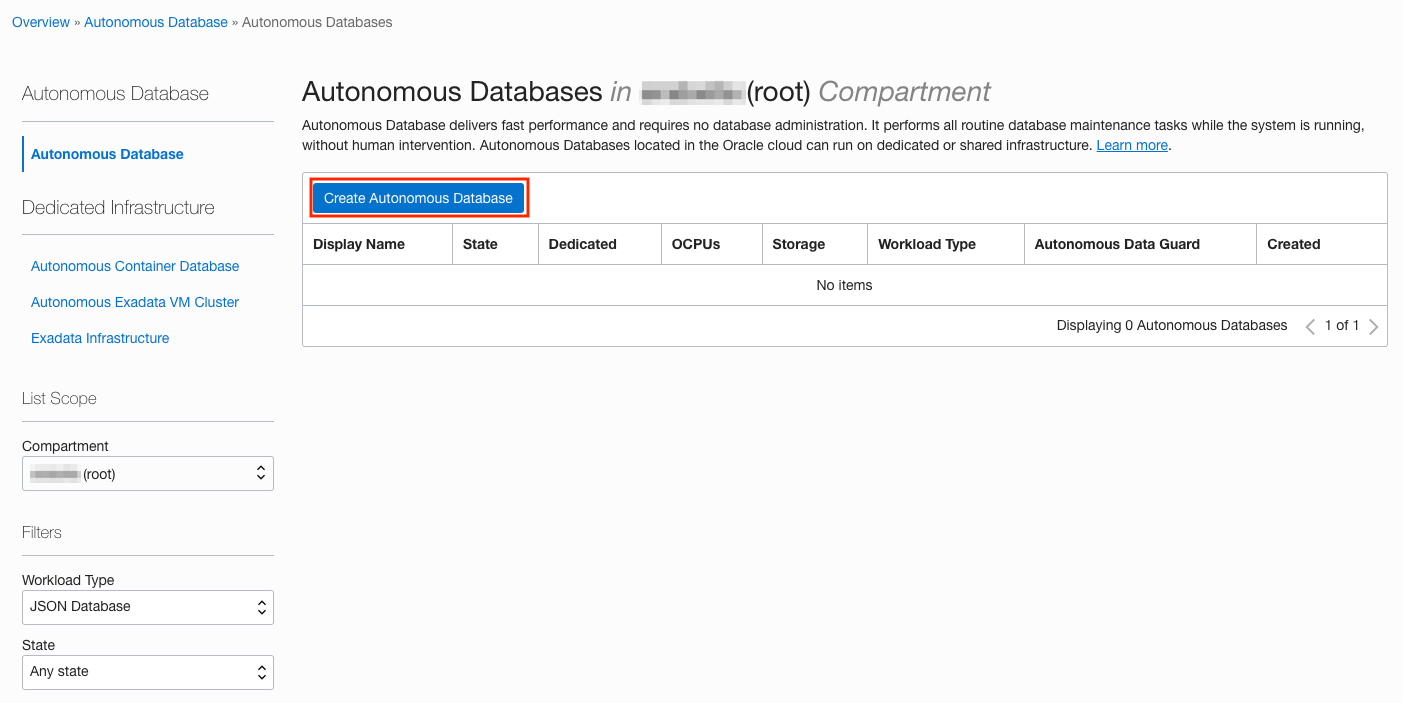 Overview » Autonomous Database » Autonomous Databases
Autonomous Database
Autonomous Database
Dedicated Infrastructure
Autonomous Container Database
Autonomous Exadata VM Cluster
Exadata Infrastructure
List Scope
Compartment
(root)
Filters
Workload Type
JSON Database
State
Any state
Autonomous Databases in (root) Compartment
Autonomous Database delivers fast performance and requires no database administration. It performs all routine database maintenance tasks while the system is running,
without human intervention. Autonomous Databases located in the Oracle cloud can run on dedicated or shared infrastructure. Learn more.
Create Autonomous Database
Display Name State Dedicated OCPUs Storage Workload Type Autonomous Data Guard Created
No items
Displaying 0 Autonomous Databases 1 of 1